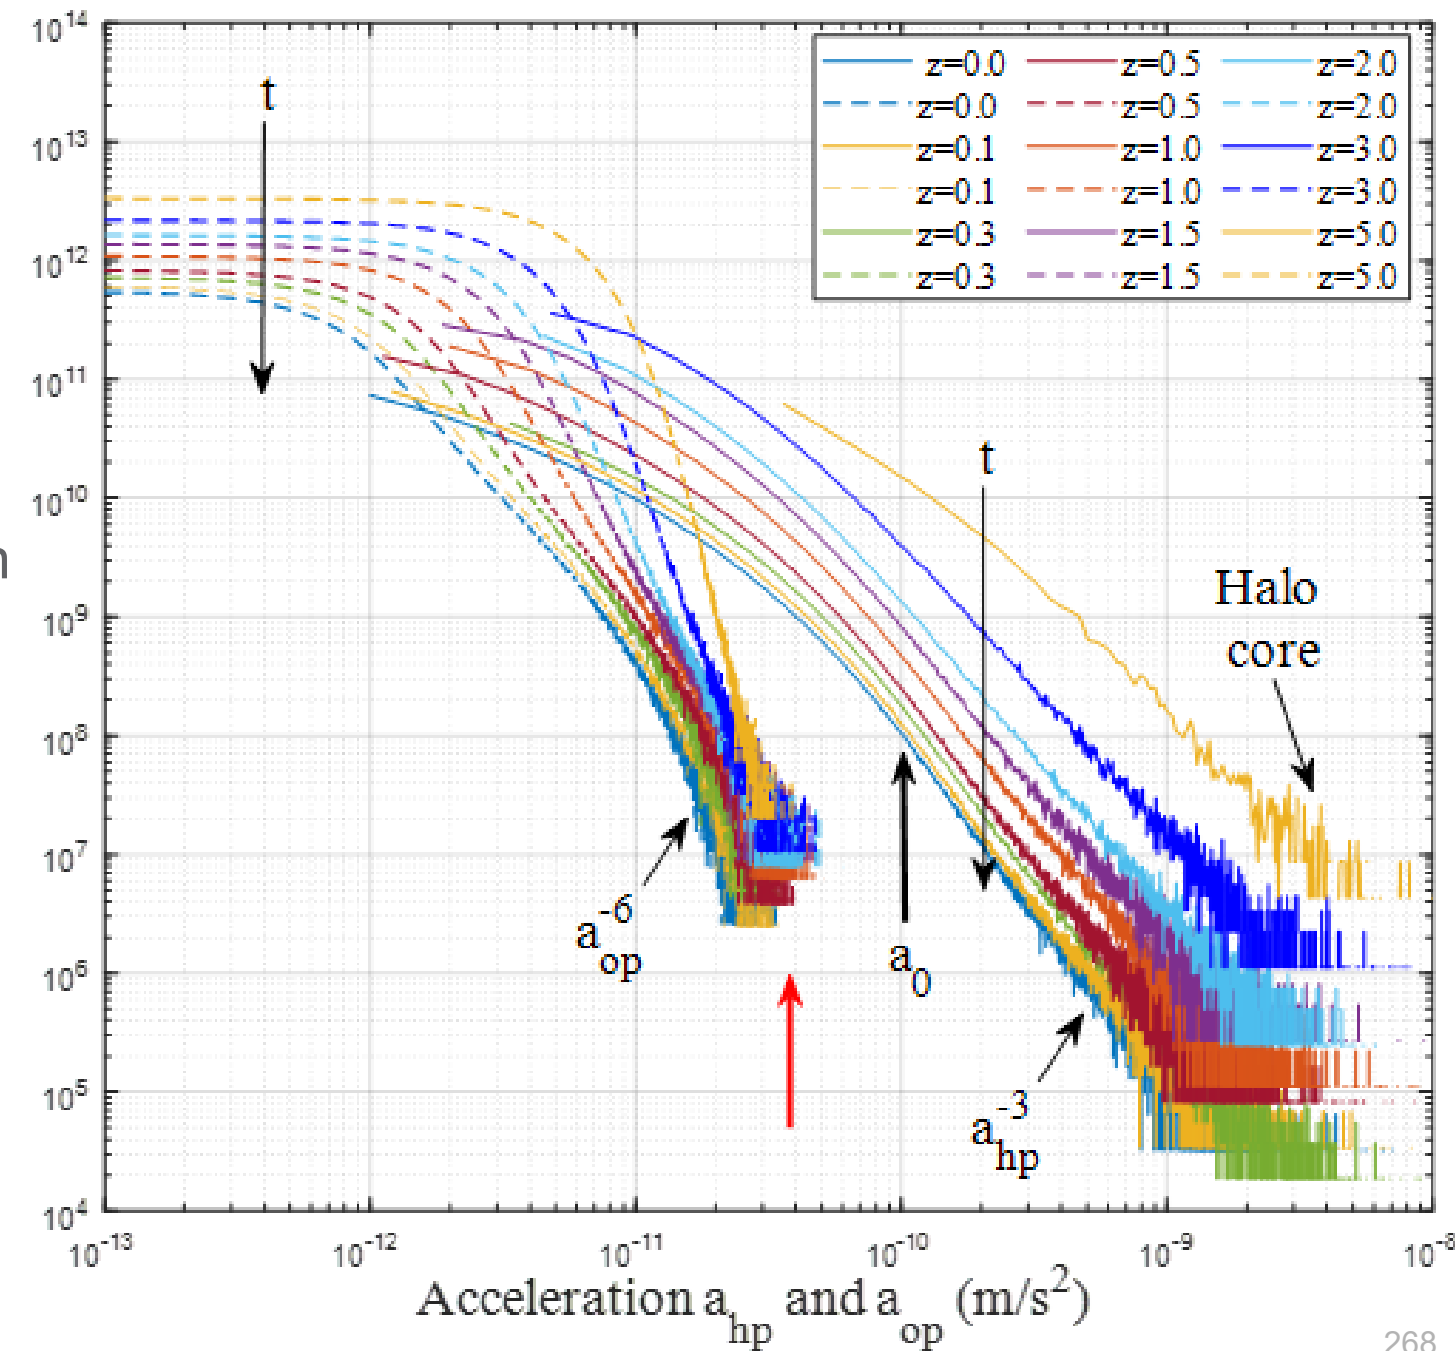 10^14
10^13
10^12
10^11
10^10
10^9
10^8
10^7
10^6
10^5
10^4
n
t
z=0.0 z=0.5 z=2.0
z=0.0 z=0.5 z=2.0
z=0.1 z=1.0 z=3.0
z=0.1 z=1.0 z=3.0
z=0.3 z=1.5 z=5.0
z=0.3 z=1.5 z=5.0
t
Halo
core
a_op^-6
a_0
a_hp^-3
10^-13 10^-12 10^-11 10^-10 10^-9 10^-8
Acceleration a_hp and a_op (m/s^2)
268